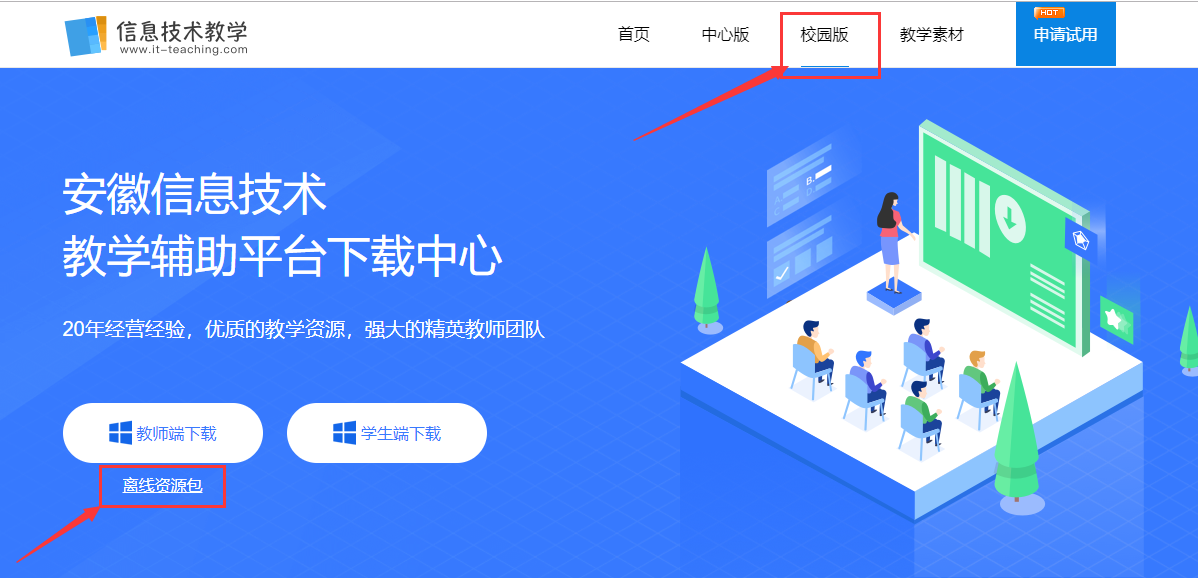 信息技术教学
www.it-teaching.com
首页
中心版
校园版
教学素材
HOT
申请试用
安徽信息技术
教学辅助平台下载中心
20年经营经验，优质的教学资源，强大的精英教师团队
教师端下载
学生端下载
离线资源包
B.